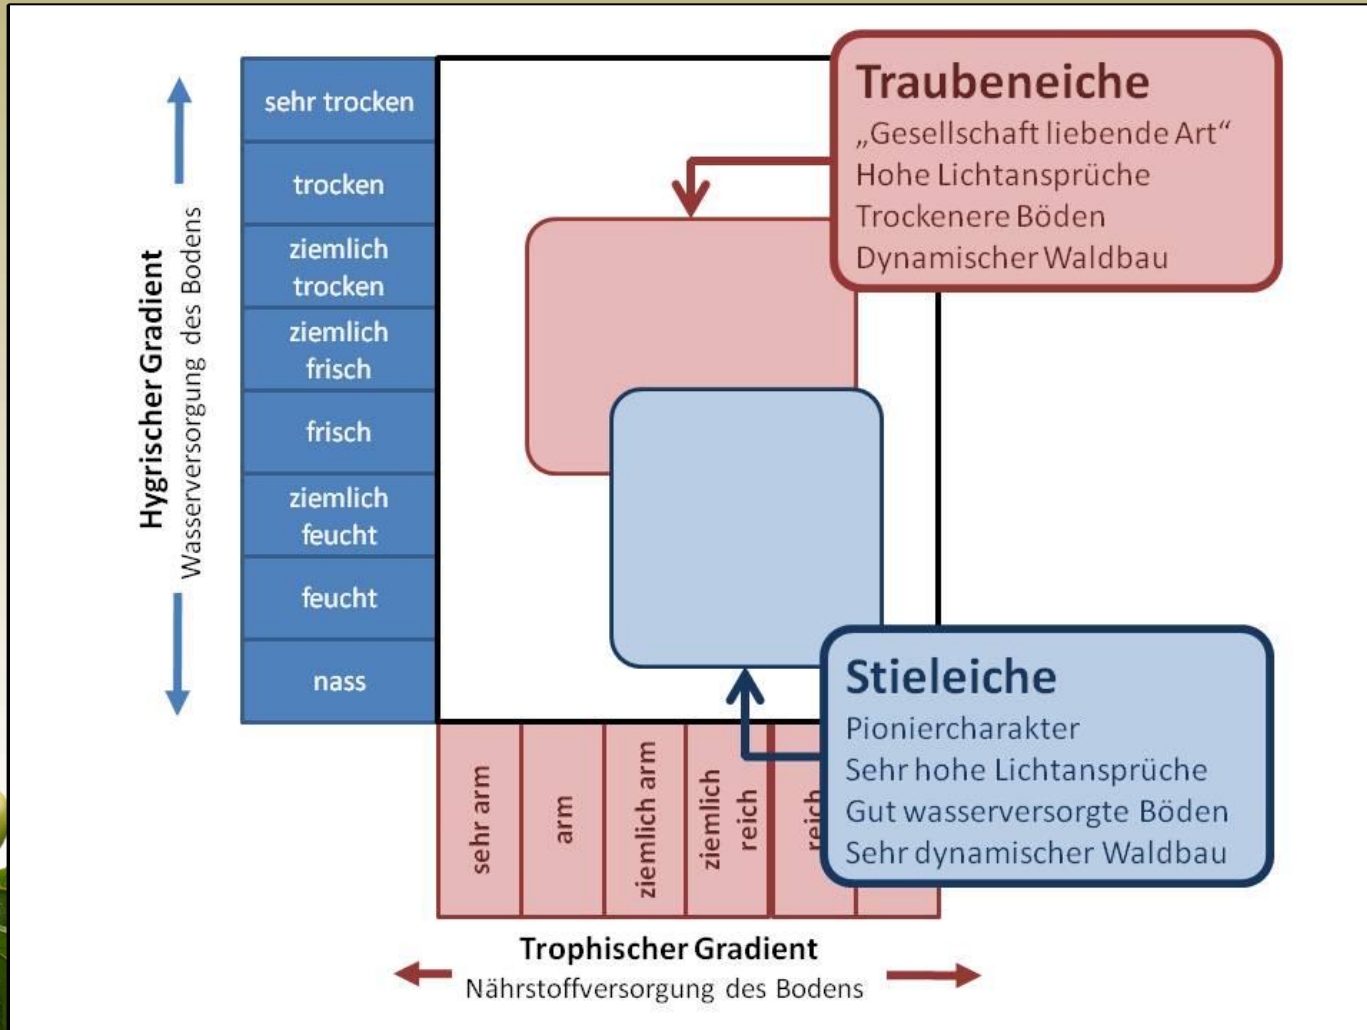 Hygrischer Gradient
Wasserversorgung des Bodens
sehr trocken
trocken
ziemlich
trocken
ziemlich
frisch
frisch
ziemlich
feucht
feucht
nass
Traubeneiche
„Gesellschaft liebende Art“
Hohe Lichtansprüche
Trockenere Böden
Dynamischer Waldbau
Stieleiche
Pioniercharakter
Sehr hohe Lichtansprüche
Gut wasserversorgte Böden
Sehr dynamischer Waldbau
sehr arm
arm
ziemlich arm
ziemlich
reich
reich
Trophischer Gradient
Nährstoffversorgung des Bodens